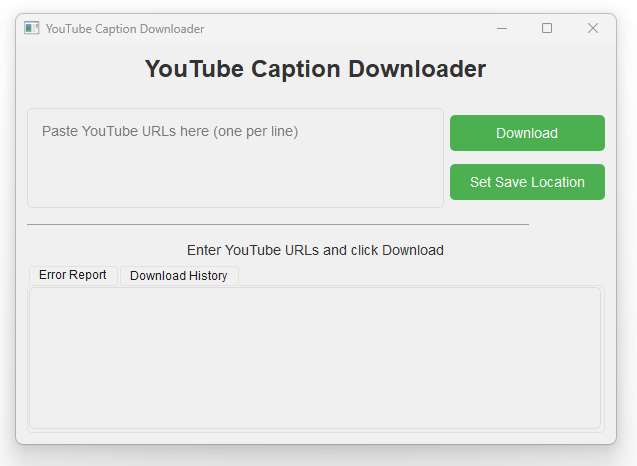 YouTube Caption Downloader
YouTube Caption Downloader
Paste YouTube URLs here (one per line)
Download
Set Save Location
Enter YouTube URLs and click Download
Error Report
Download History